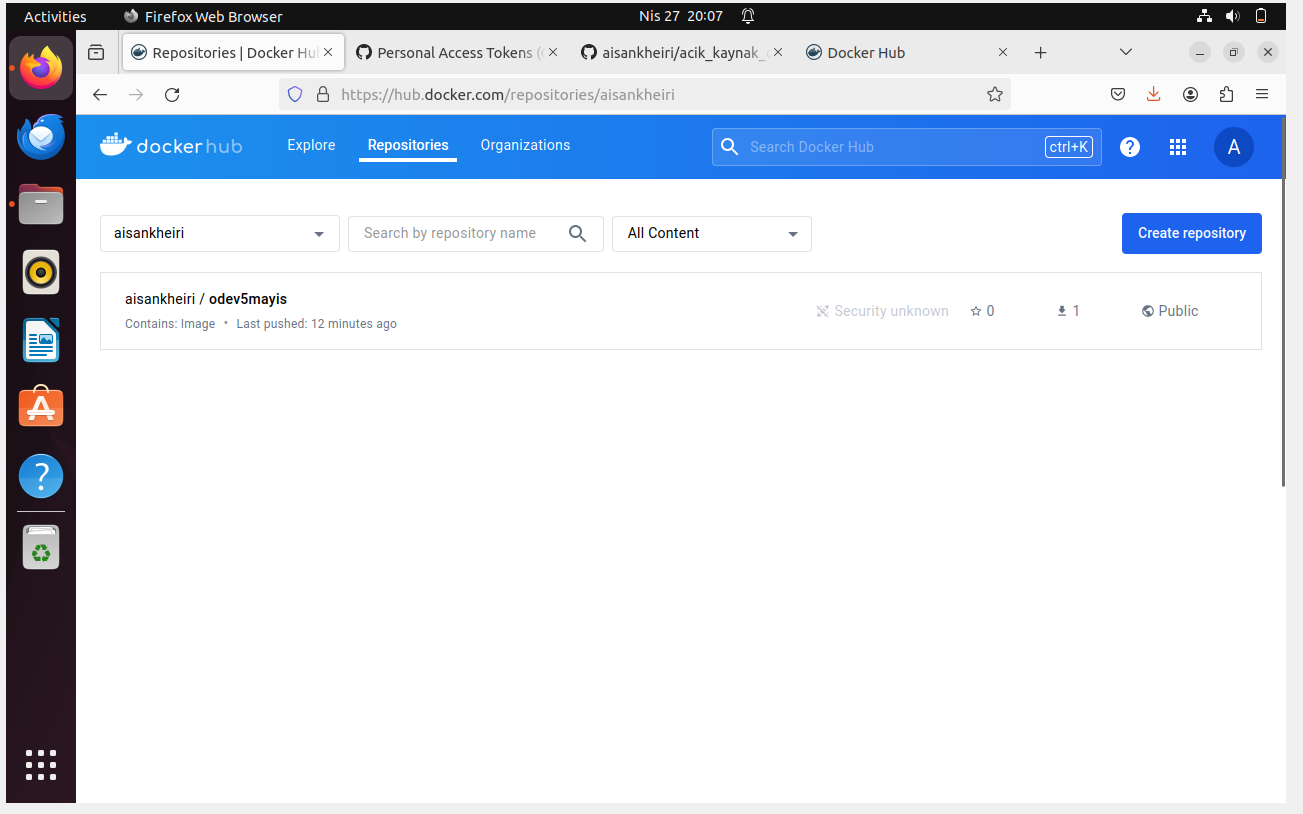 Activities Firefox Web Browser Nis 27 20:07
Repositories | Docker Hu Personal Access Tokens ( aisankheiri/acik_kaynak_ Docker Hub
https://hub.docker.com/repositories/aisankheiri
docker hub Explore Repositories Organizations Search Docker Hub ctrl+K ? A
aisankheiri Search by repository name All Content Create repository
aisankheiri / odev5mayis
Contains: Image • Last pushed: 12 minutes ago
Security unknown 0 1 Public